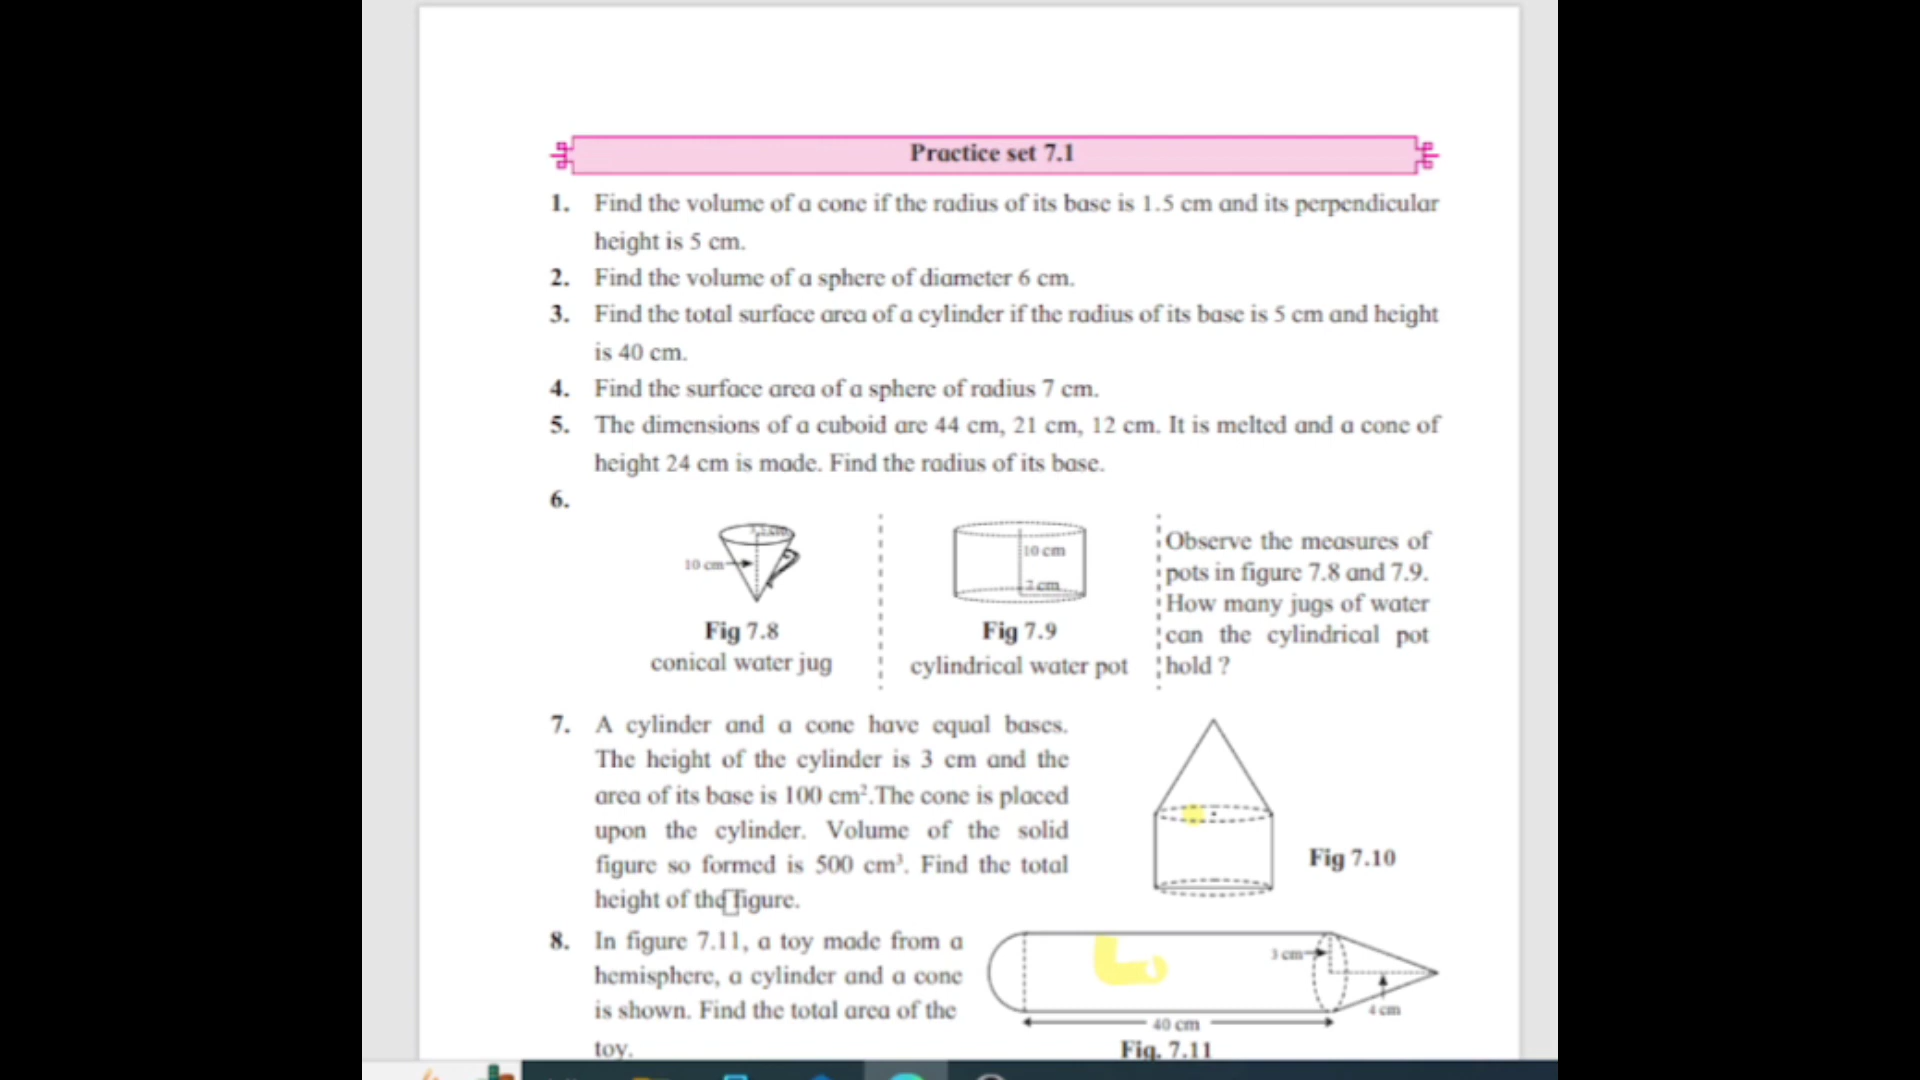 Practice set 7.1
1. Find the volume of a cone if the radius of its base is 1.5 cm and its perpendicular
height is 5 cm.
2. Find the volume of a sphere of diameter 6 cm.
3. Find the total surface area of a cylinder if the radius of its base is 5 cm and height
is 40 cm.
4. Find the surface area of a sphere of radius 7 cm.
5. The dimensions of a cuboid are 44 cm, 21 cm, 12 cm. It is melted and a cone of
height 24 cm is made. Find the radius of its base.
6.
10 cm
Fig 7.8
conical water jug
10 cm
7 cm
Fig 7.9
cylindrical water pot
Observe the measures of
pots in figure 7.8 and 7.9.
How many jugs of water
can the cylindrical pot
hold ?
7. A cylinder and a cone have equal bases.
The height of the cylinder is 3 cm and the
area of its base is 100 cm².The cone is placed
upon the cylinder. Volume of the solid
figure so formed is 500 cm³. Find the total
height of the figure.
Fig 7.10
8. In figure 7.11, a toy made from a
hemisphere, a cylinder and a cone
is shown. Find the total area of the
toy.
3 cm
4 cm
40 cm
Fig. 7.11